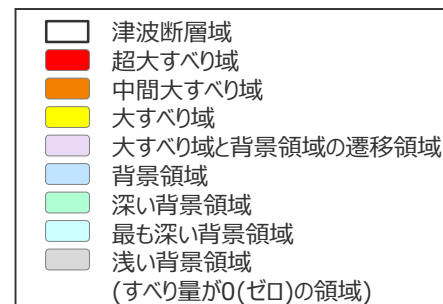 津波断層域
超大すべり域
中間大すべり域
大すべり域
大すべり域と背景領域の遷移領域
背景領域
深い背景領域
最も深い背景領域
浅い背景領域
(すべり量が0(ゼロ)の領域)